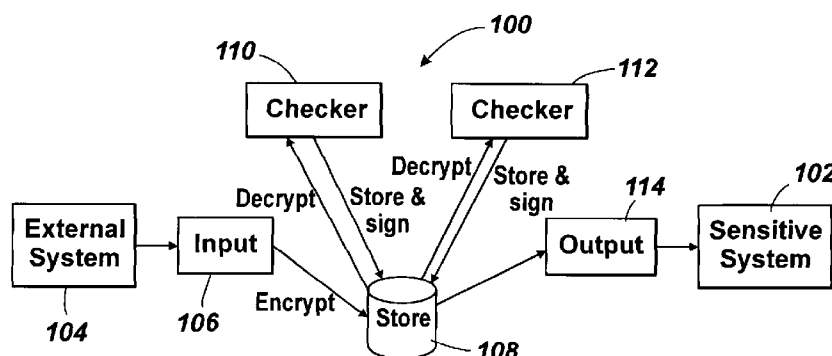 100
110
112
Checker
Checker
Decrypt
Decrypt
Store &
sign
Store &
sign
114
102
External
System
Input
Output
Sensitive
System
104
106
Encrypt
Store
108